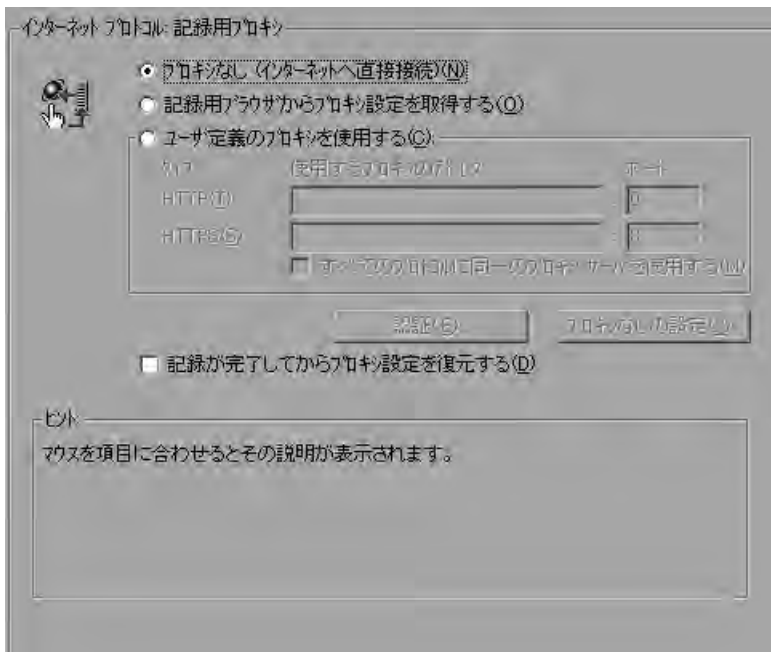 インターネット プロトコル: 記録用プロキシ
プロキシなし (インターネットへ直接接続)(N)
記録用ブラウザからプロキシ設定を取得する(O)
ユーザ定義のプロキシを使用する(C):
タイプ 使用するプロキシのアドレス ポート
HTTP(T) : 0
HTTPS(S) : 0
すべてのプロトコルに同一のプロキシ サーバを使用する(W)
認証(E) プロキシなしの設定(X)
記録が完了してからプロキシ設定を復元する(D)
ヒント
マウスを項目に合わせるとその説明が表示されます。